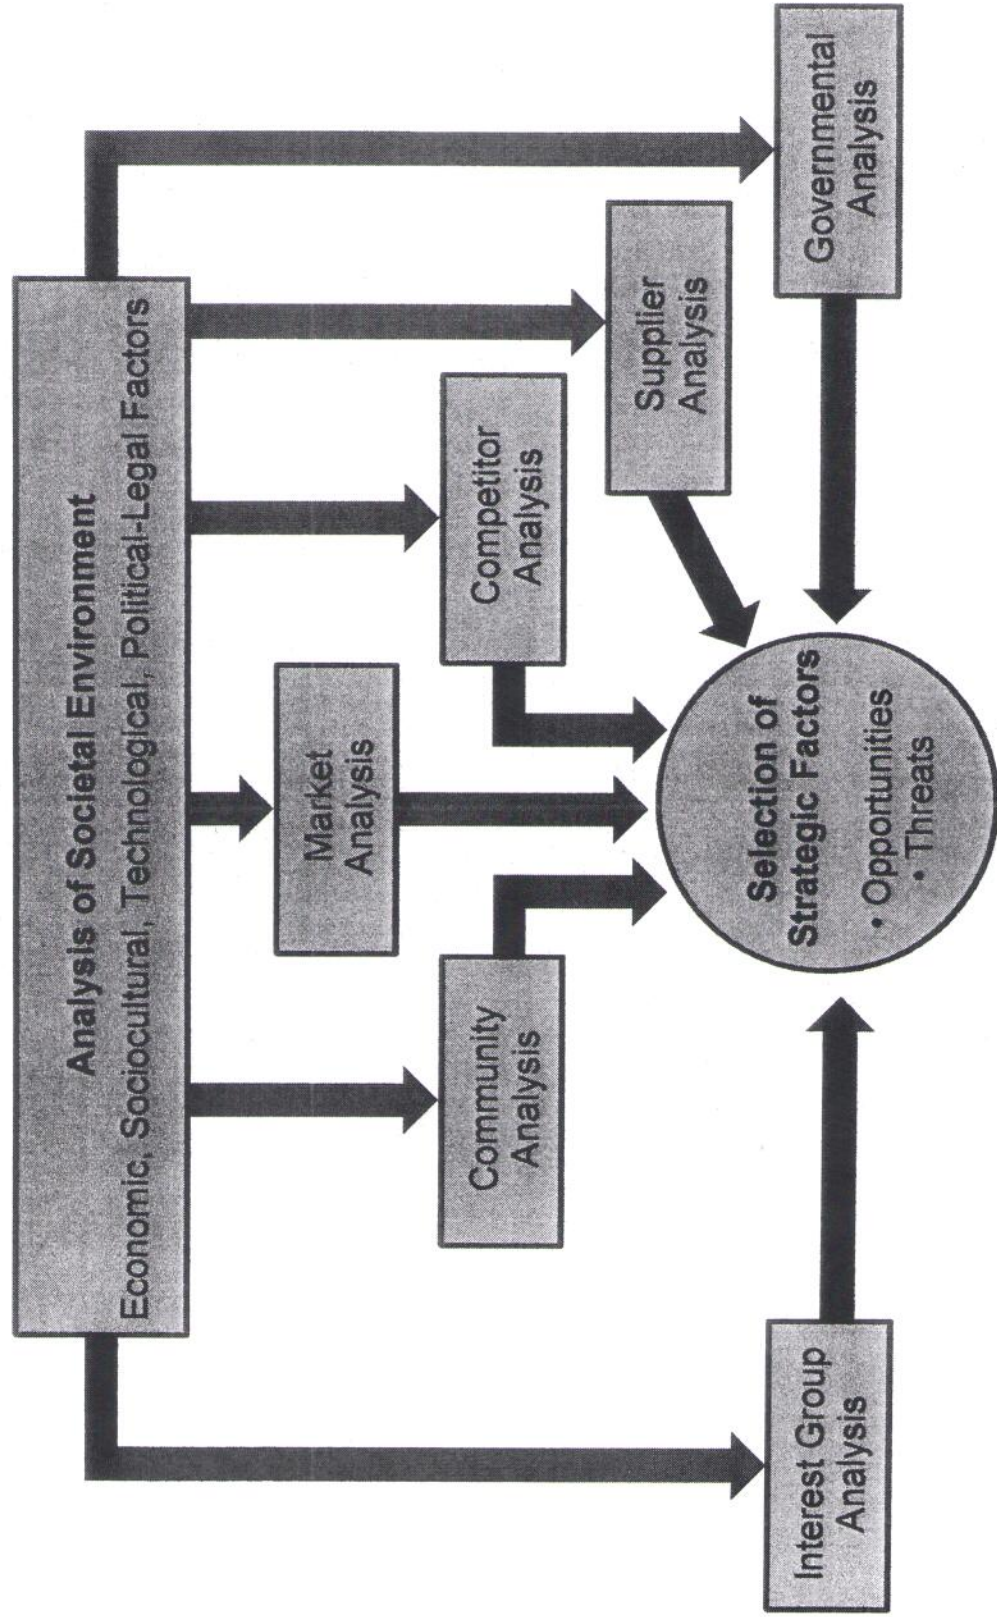 Analysis of Societal Environment
Economic, Sociocultural, Technological, Political-Legal Factors
Market
Analysis
Community
Analysis
Competitor
Analysis
Supplier
Analysis
Interest Group
Analysis
Selection of
Strategic Factors
• Opportunities
• Threats
Governmental
Analysis